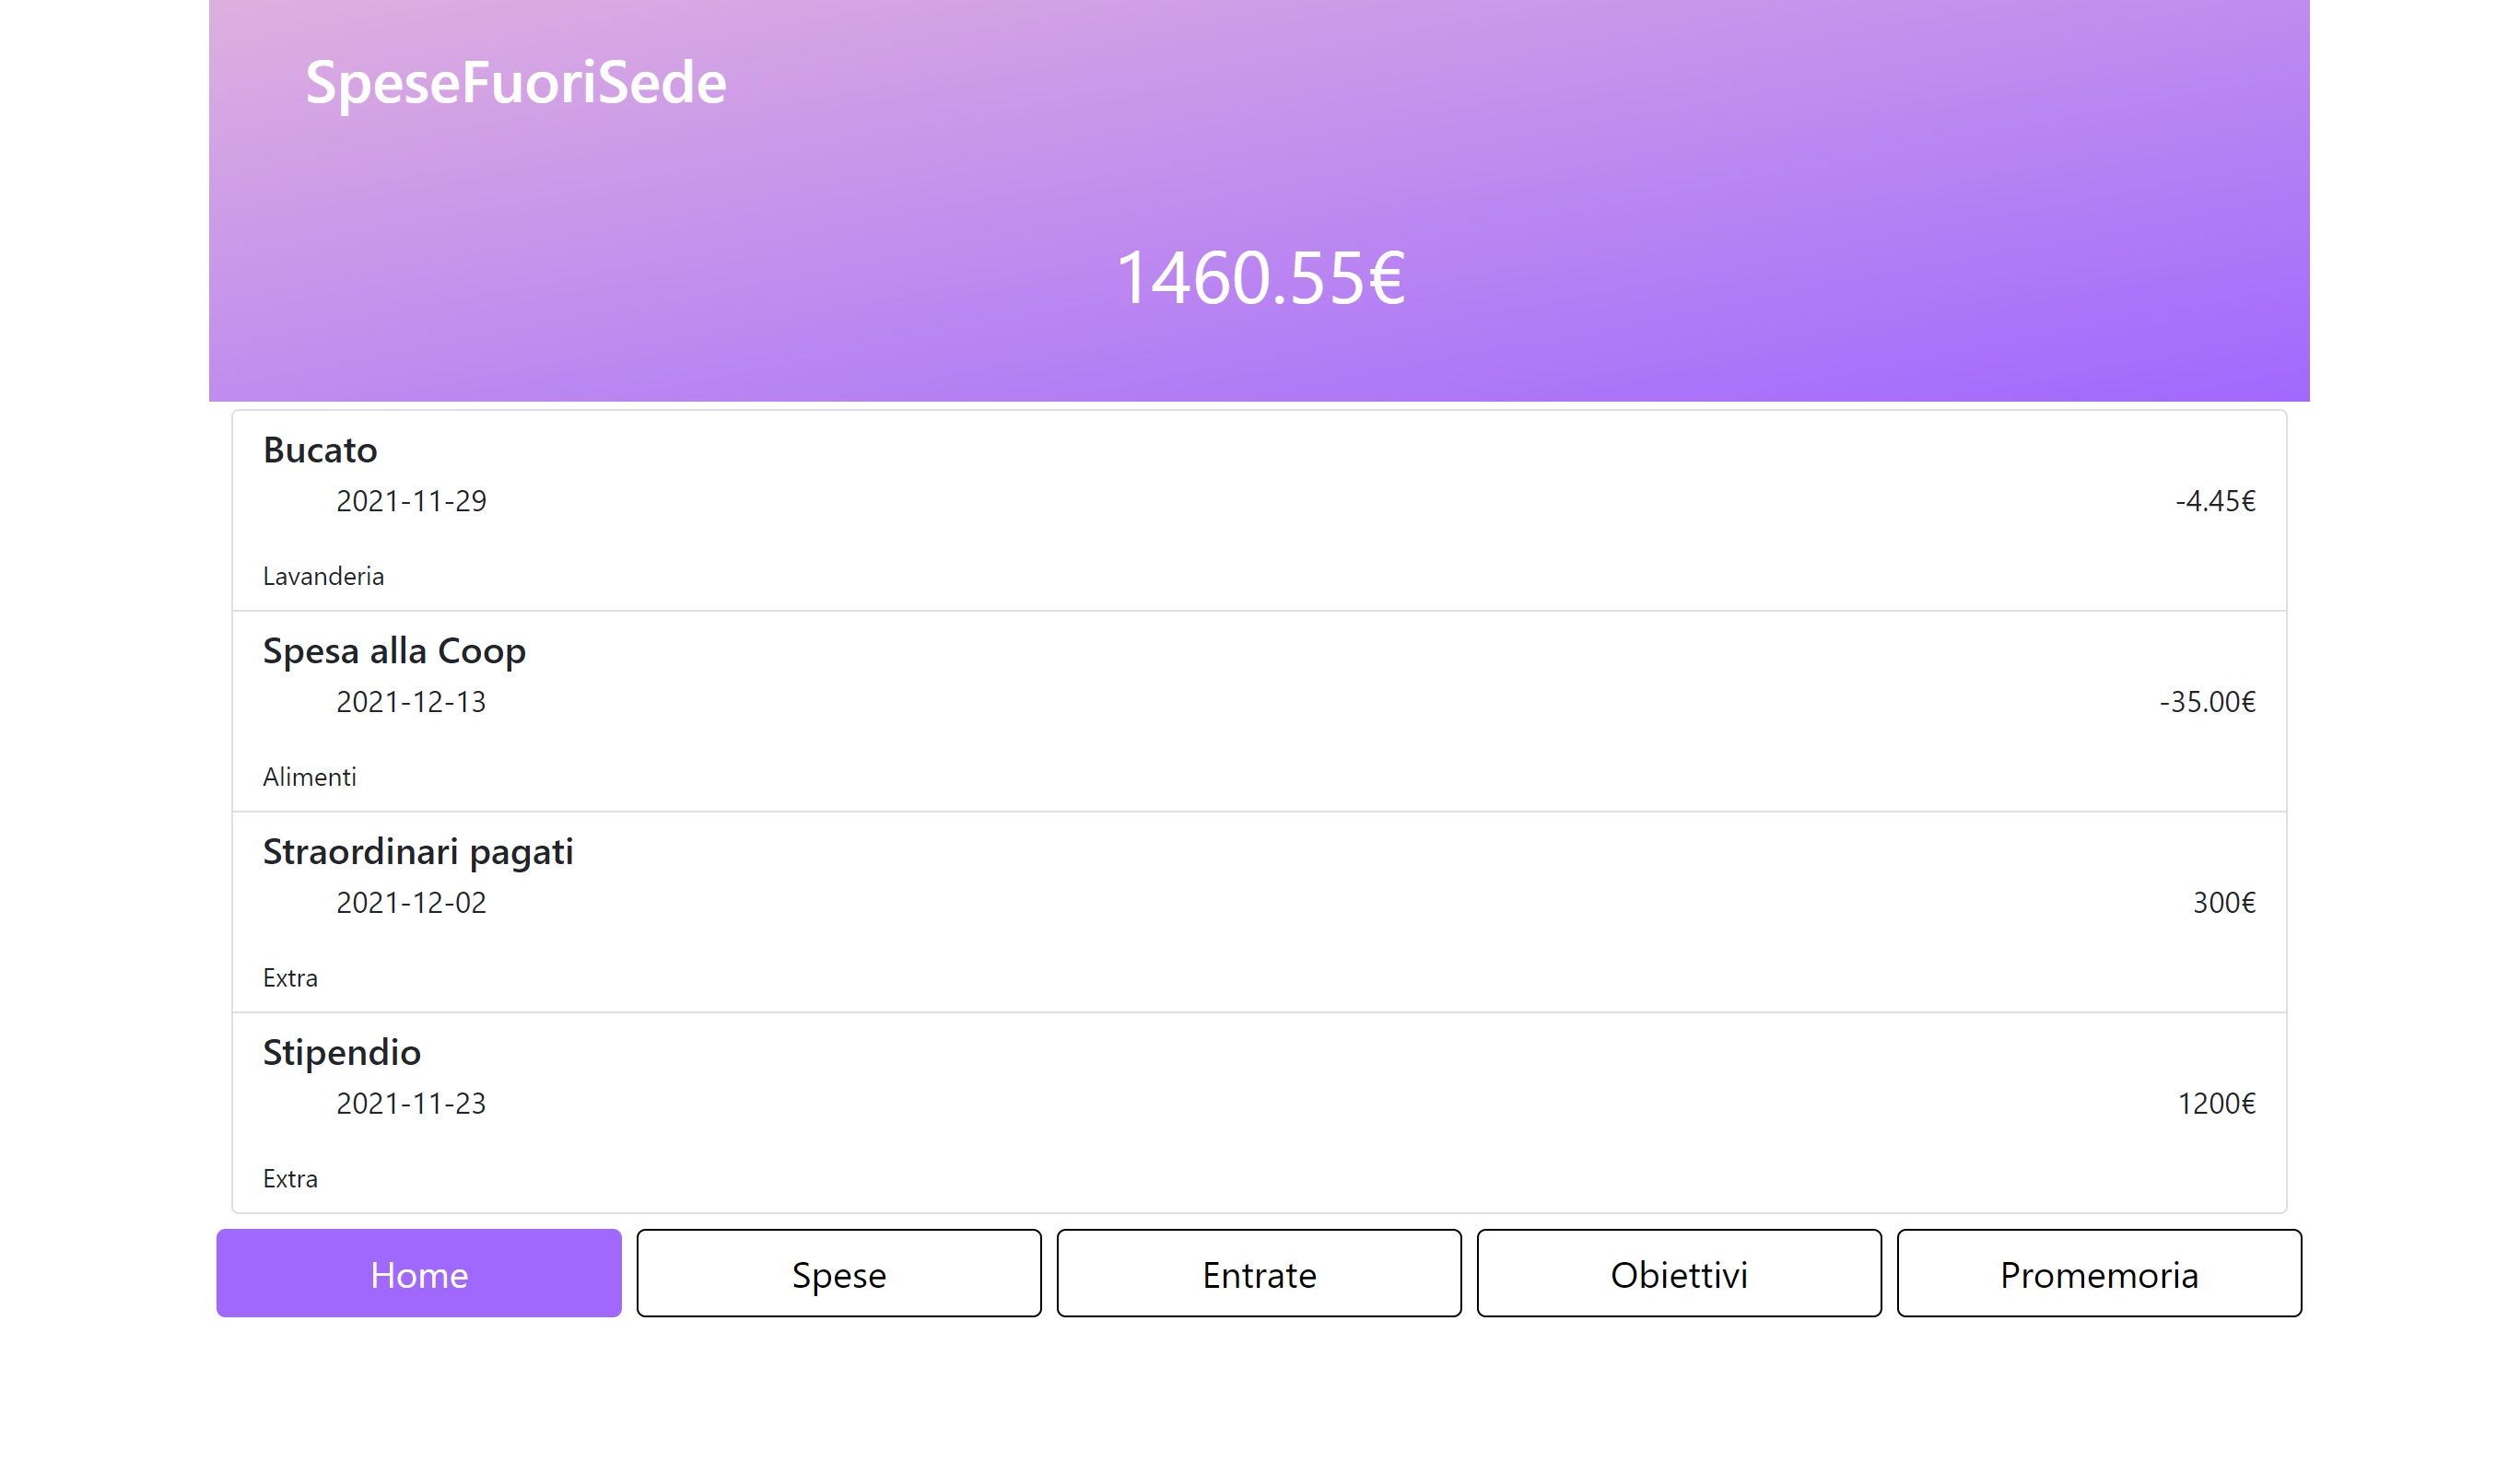 SpeseFuoriSede
1460.55€
Bucato
2021-11-29 -4.45€
Lavanderia
Spesa alla Coop
2021-12-13 -35.00€
Alimenti
Straordinari pagati
2021-12-02 300€
Extra
Stipendio
2021-11-23 1200€
Extra
Home Spese Entrate Obiettivi Promemoria